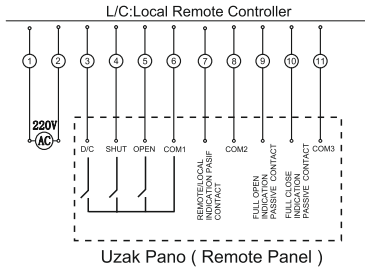 L/C:Local Remote Controller
1 2 3 4 5 6 7 8 9 10 11
220V
AC
D/C SHUT OPEN COM1 COM2 COM3
REMOTE/LOCAL
INDICATION PASIF
CONTACT
FULL OPEN
INDICATION
PASSIVE CONTACT
FULL CLOSE
INDICATION
PASSIVE CONTACT
Uzak Pano ( Remote Panel )